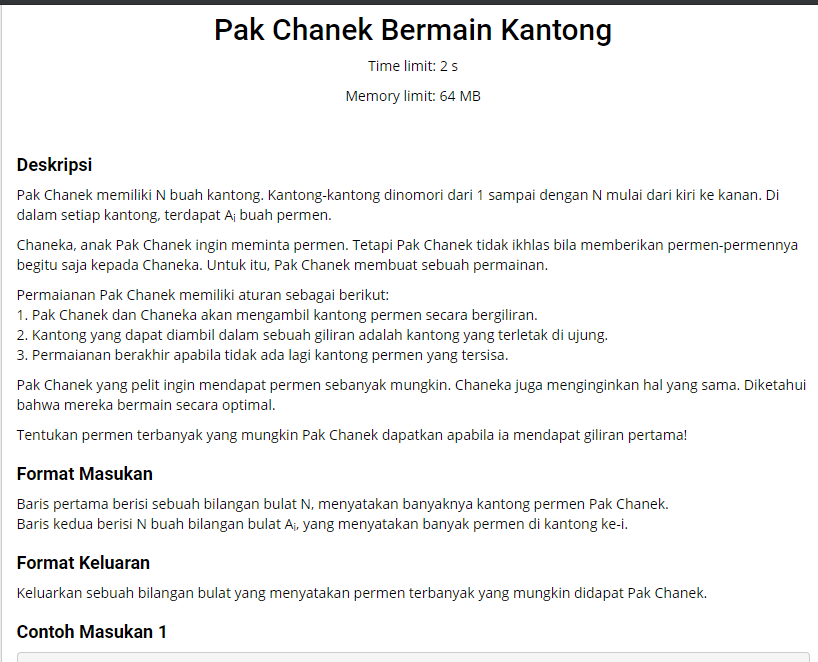 Pak Chanek Bermain Kantong
Time limit: 2 s
Memory limit: 64 MB
Deskripsi
Pak Chanek memiliki N buah kantong. Kantong-kantong dinomori dari 1 sampai dengan N mulai dari kiri ke kanan. Di
dalam setiap kantong, terdapat Ai buah permen.
Chaneka, anak Pak Chanek ingin meminta permen. Tetapi Pak Chanek tidak ikhlas bila memberikan permen-permennya
begitu saja kepada Chaneka. Untuk itu, Pak Chanek membuat sebuah permainan.
Permaianan Pak Chanek memiliki aturan sebagai berikut:
1. Pak Chanek dan Chaneka akan mengambil kantong permen secara bergiliran.
2. Kantong yang dapat diambil dalam sebuah giliran adalah kantong yang terletak di ujung.
3. Permaianan berakhir apabila tidak ada lagi kantong permen yang tersisa.
Pak Chanek yang pelit ingin mendapat permen sebanyak mungkin. Chaneka juga menginginkan hal yang sama. Diketahui
bahwa mereka bermain secara optimal.
Tentukan permen terbanyak yang mungkin Pak Chanek dapatkan apabila ia mendapat giliran pertama!
Format Masukan
Baris pertama berisi sebuah bilangan bulat N, menyatakan banyaknya kantong permen Pak Chanek.
Baris kedua berisi N buah bilangan bulat Ai, yang menyatakan banyak permen di kantong ke-i.
Format Keluaran
Keluarkan sebuah bilangan bulat yang menyatakan permen terbanyak yang mungkin didapat Pak Chanek.
Contoh Masukan 1